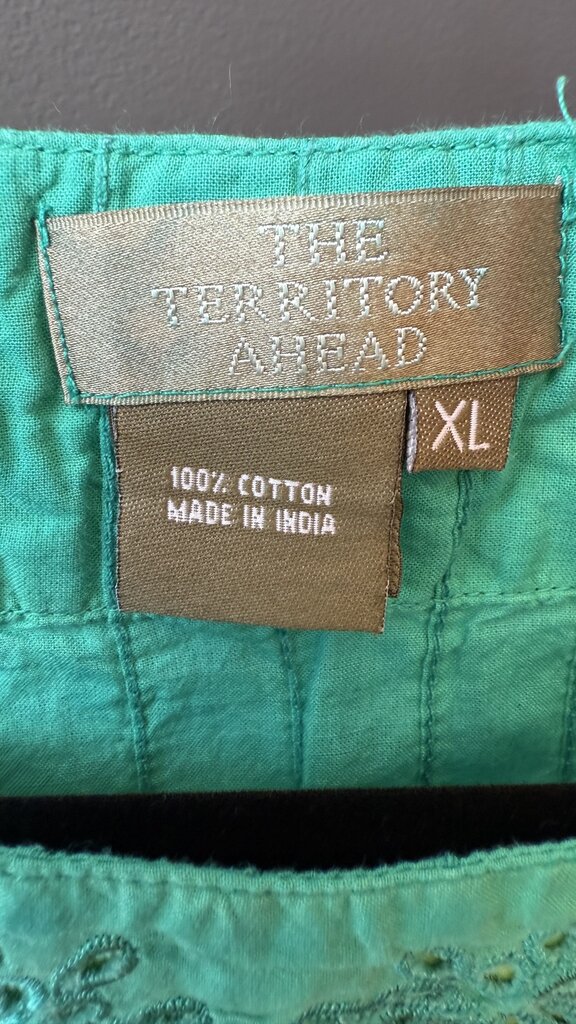 THE
TERRITORY
AHEAD
XL
100% COTTON
MADE IN INDIA